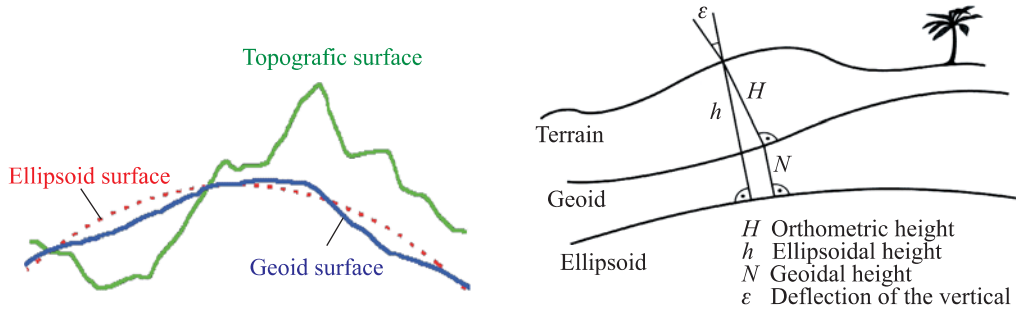 Topografic surface
Ellipsoid surface
Geoid surface
ε
H
h
Terrain
N
Geoid
Ellipsoid
H Orthometric height
h Ellipsoidal height
N Geoidal height
ε Deflection of the vertical